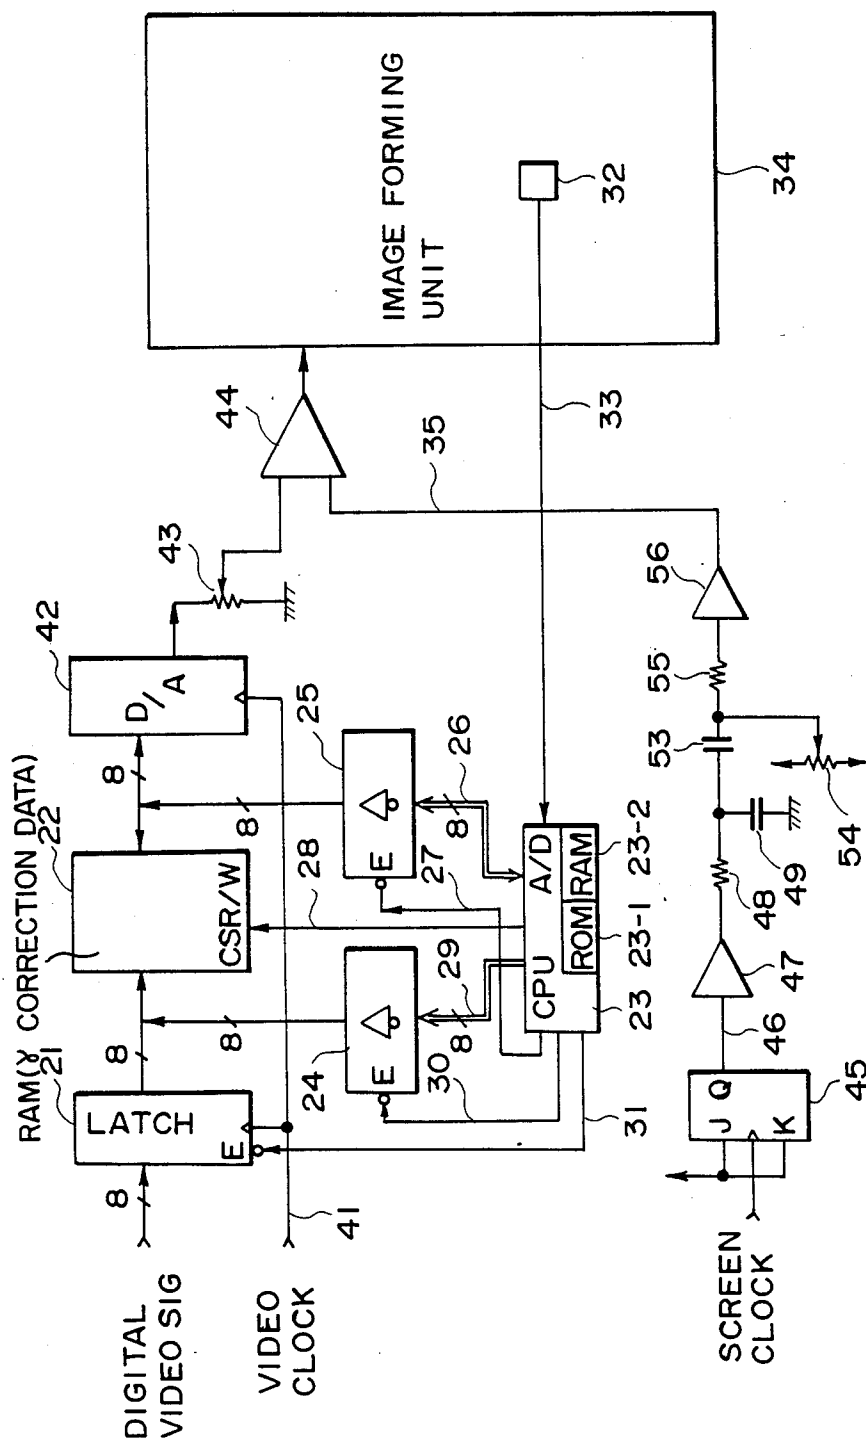 RAM(γ CORRECTION DATA)
21
22
42
43
44
8
LATCH
E
8
CSR/W
8
D/A
DIGITAL
VIDEO SIG
VIDEO
CLOCK
41
8
8
24
E
25
E
30
29
8
28
27
26
8
31
CPU
A/D
ROM
RAM
23
23-1
23-2
33
35
IMAGE FORMING
UNIT
32
34
SCREEN
CLOCK
J
Q
K
45
46
47
48
49
53
54
55
56